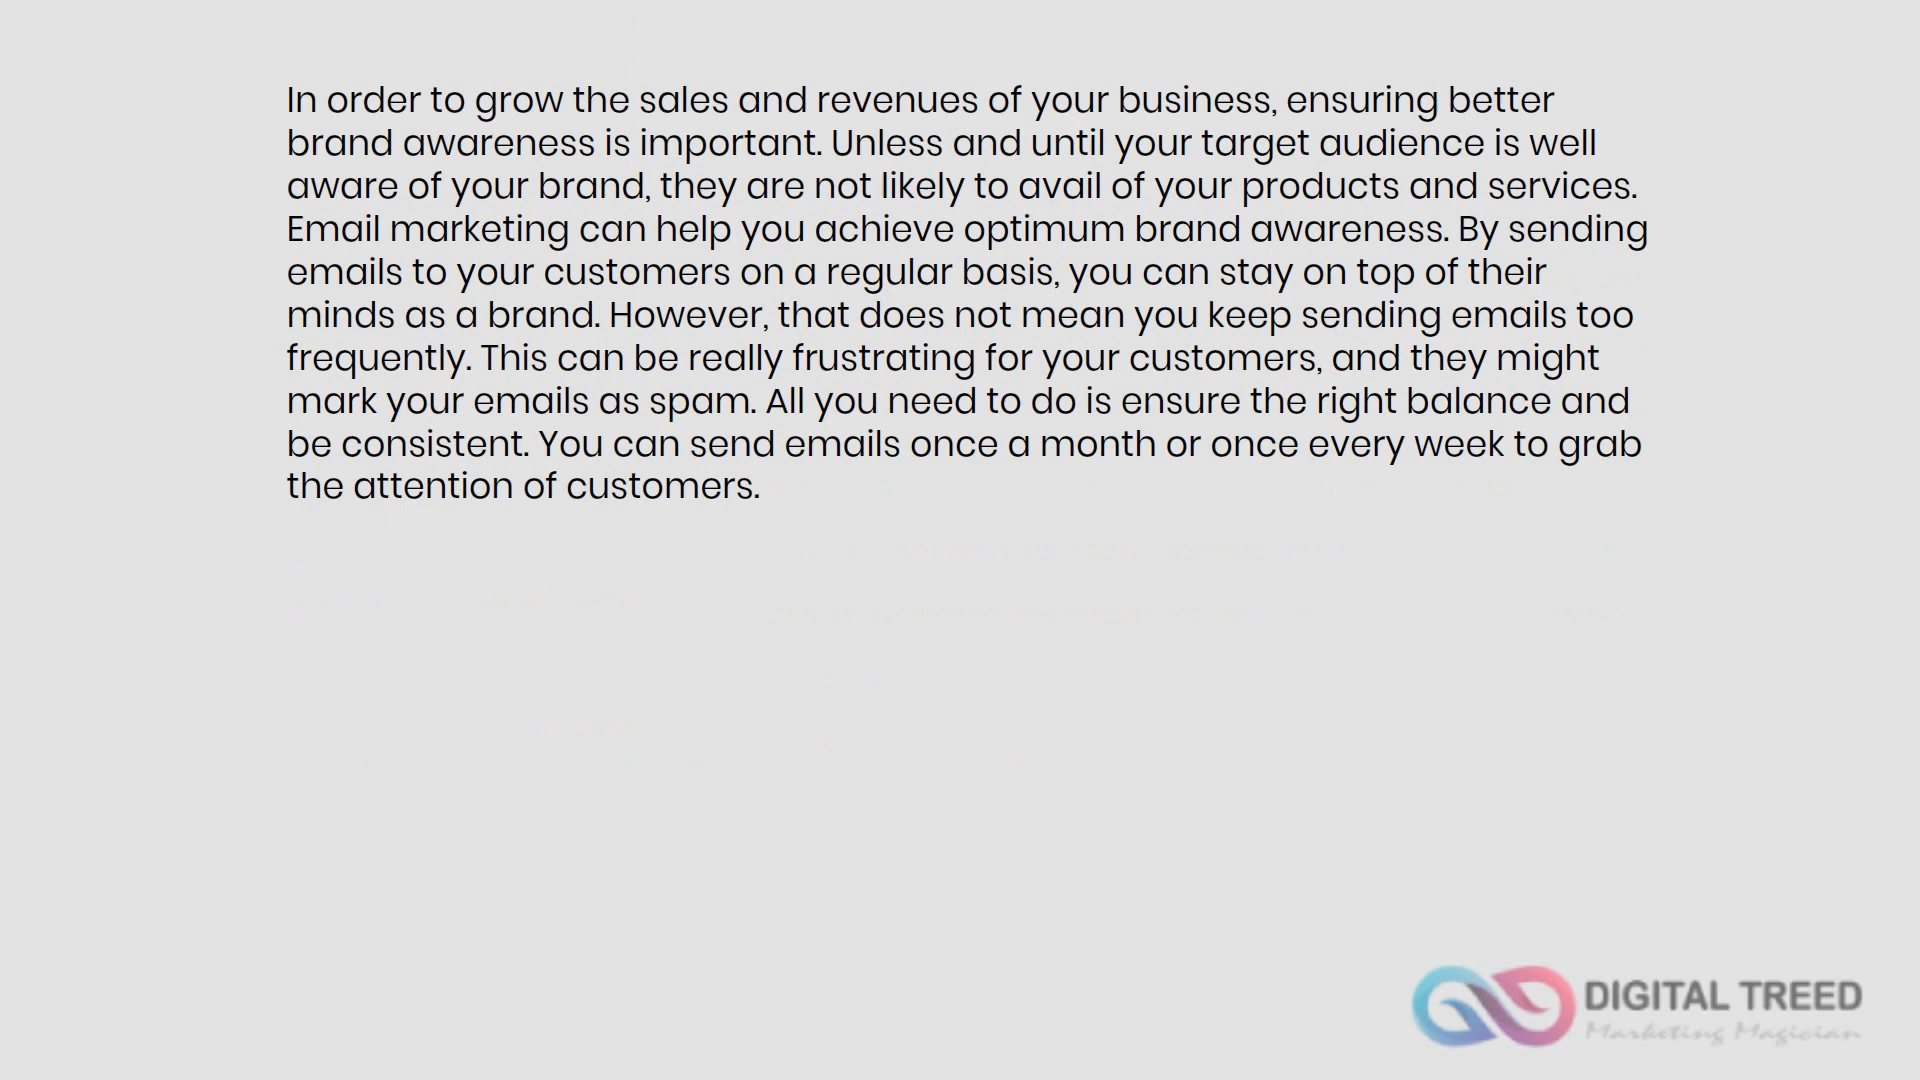 In order to grow the sales and revenues of your business, ensuring better
brand awareness is important. Unless and until your target audience is well
aware of your brand, they are not likely to avail of your products and services.
Email marketing can help you achieve optimum brand awareness. By sending
emails to your customers on a regular basis, you can stay on top of their
minds as a brand. However, that does not mean you keep sending emails too
frequently. This can be really frustrating for your customers, and they might
mark your emails as spam. All you need to do is ensure the right balance and
be consistent. You can send emails once a month or once every week to grab
the attention of customers.
DIGITAL TREED
Marketing Magician